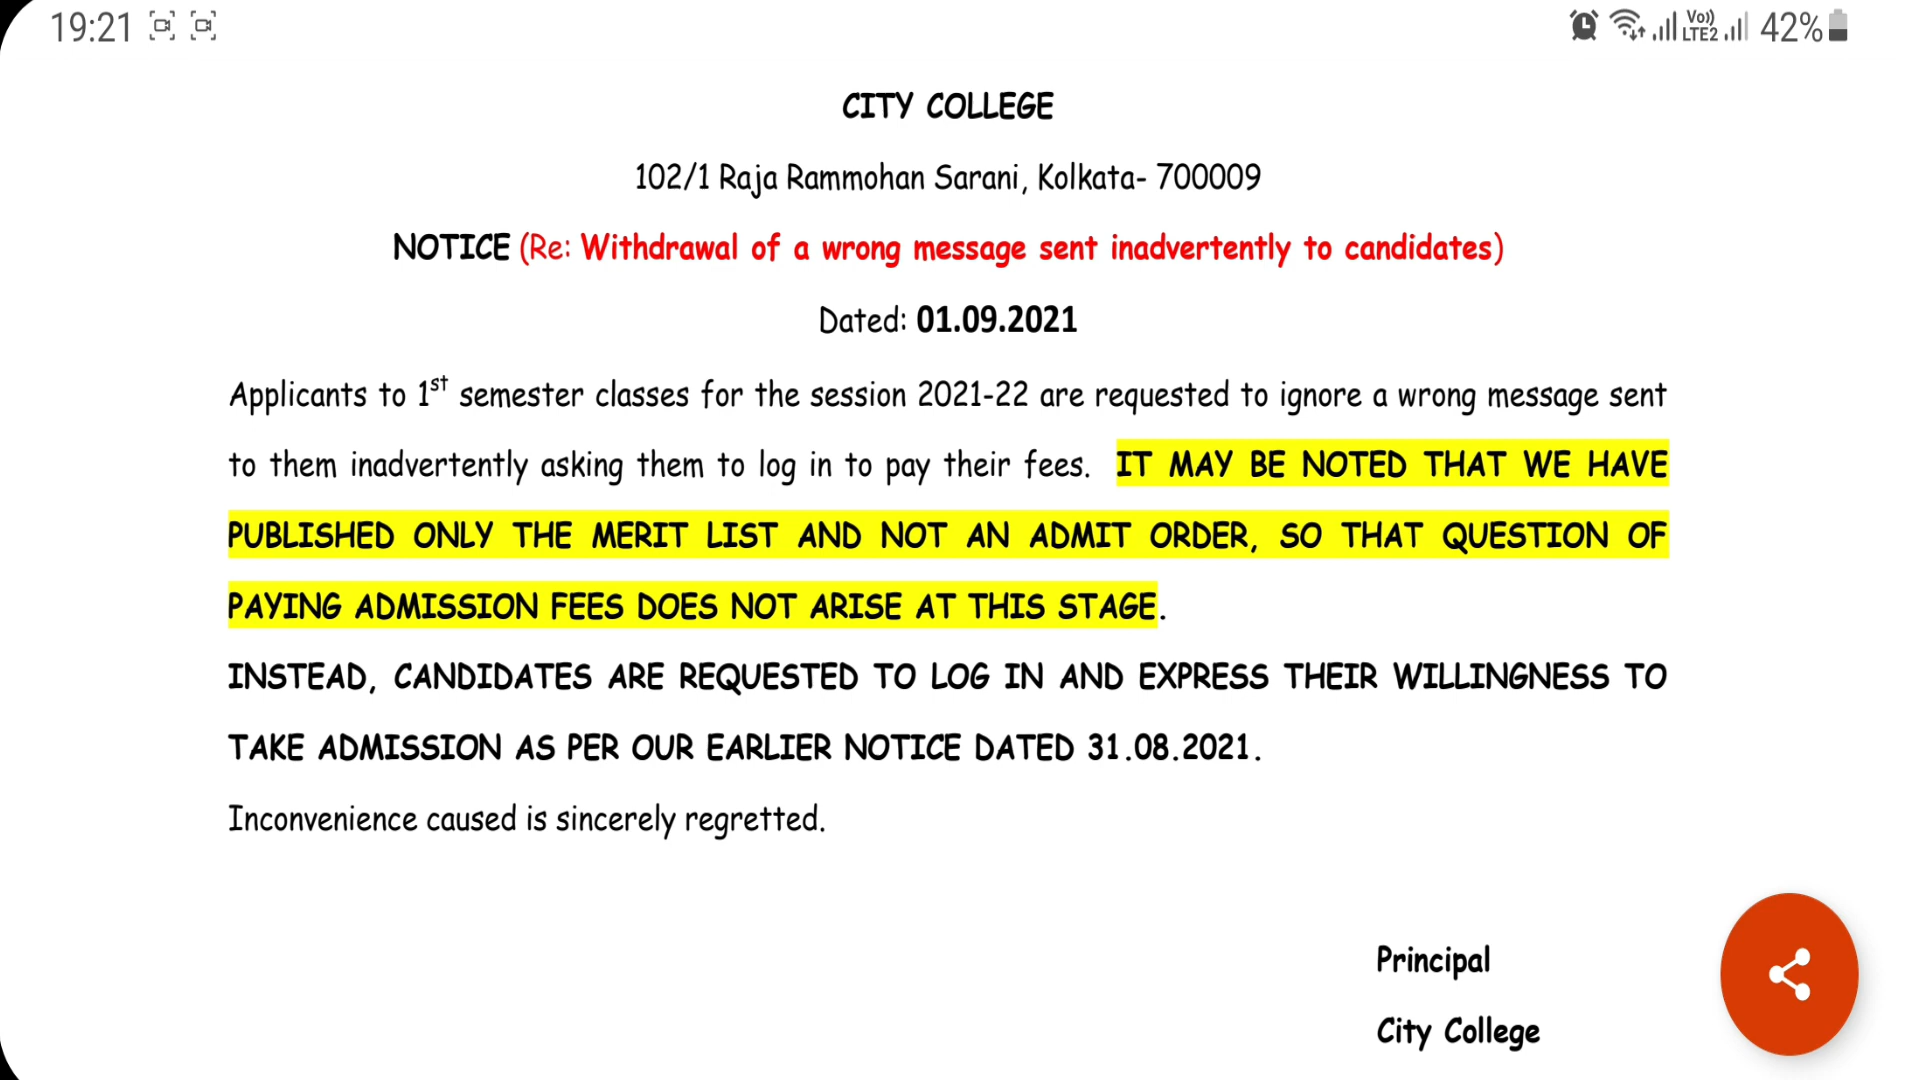 19:21
Vo))
LTE2
42%
CITY COLLEGE
102/1 Raja Rammohan Sarani, Kolkata- 700009
NOTICE (Re: Withdrawal of a wrong message sent inadvertently to candidates)
Dated: 01.09.2021
Applicants to 1st semester classes for the session 2021-22 are requested to ignore a wrong message sent
to them inadvertently asking them to log in to pay their fees. IT MAY BE NOTED THAT WE HAVE
PUBLISHED ONLY THE MERIT LIST AND NOT AN ADMIT ORDER, SO THAT QUESTION OF
PAYING ADMISSION FEES DOES NOT ARISE AT THIS STAGE.
INSTEAD, CANDIDATES ARE REQUESTED TO LOG IN AND EXPRESS THEIR WILLINGNESS TO
TAKE ADMISSION AS PER OUR EARLIER NOTICE DATED 31.08.2021.
Inconvenience caused is sincerely regretted.
Principal
City College